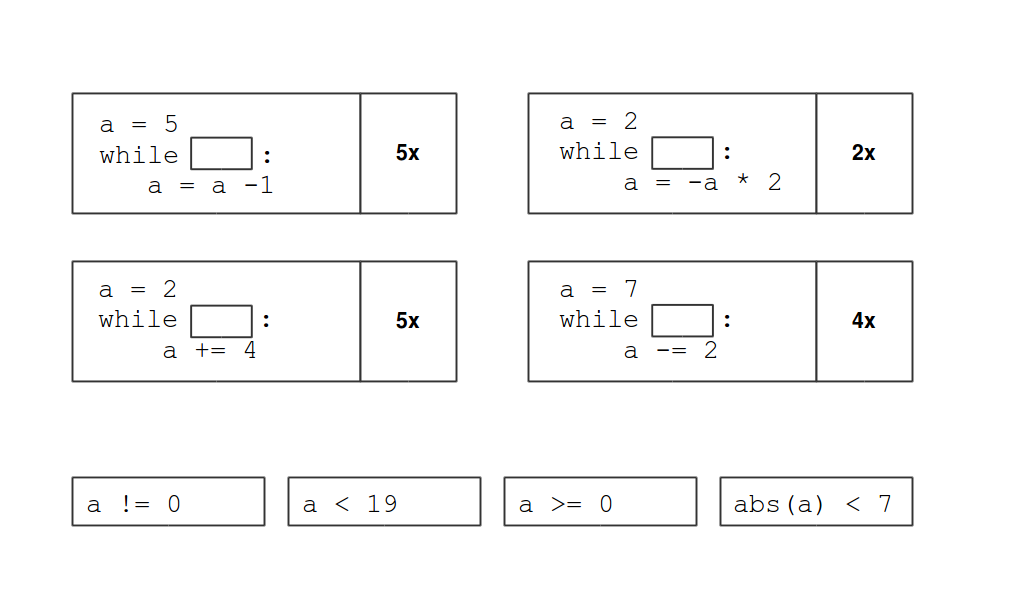 a = 5
while :
a = a -1
5x
a = 2
while :
a = -a * 2
2x
a = 2
while :
a += 4
5x
a = 7
while :
a -= 2
4x
a != 0
a < 19
a >= 0
abs(a) < 7